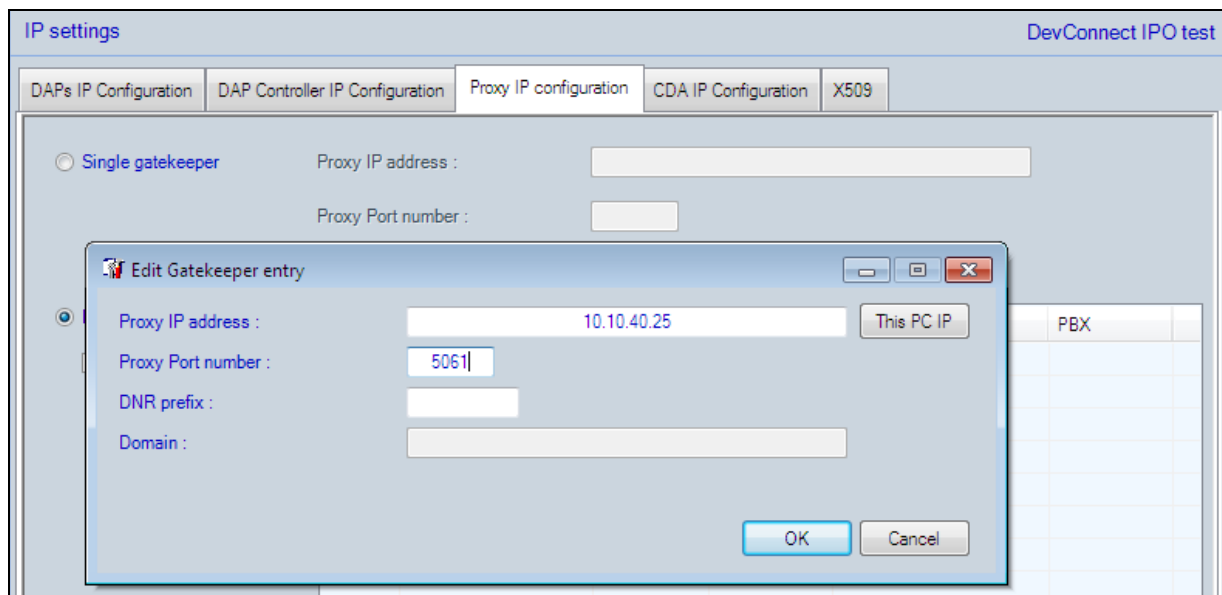 IP settings DevConnect IPO test
DAPs IP Configuration DAP Controller IP Configuration Proxy IP configuration CDA IP Configuration X509
Single gatekeeper Proxy IP address :
Proxy Port number :
Edit Gatekeeper entry
Proxy IP address : 10.10.40.25 This PC IP PBX
Proxy Port number : 5061
DNR prefix :
Domain :
OK Cancel